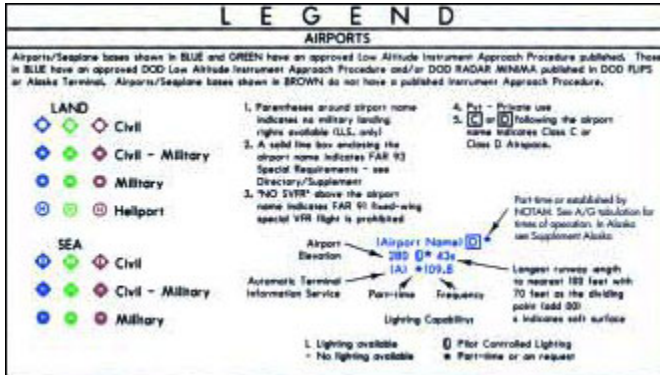 LEGEND
AIRPORTS
Airports/Seaplane bases shown in BLUE and GREEN have an approved Low Altitude Instrument Approach Procedure published. Those
in BLUE have an approved DOD Low Altitude Instrument Approach Procedure and/or DOD RADAR MINIMA published in DOD FLIPS
or Alaska Terminal. Airports/Seaplane bases shown in BROWN do not have a published Instrument Approach Procedure.
LAND
Civil
Civil - Military
Military
Heliport
SEA
Civil
Civil - Military
Military
1. Parentheses around airport name
indicates no military landing
rights available (U.S. only)
2. A solid line box enclosing the
airport name indicates FAR 93
Special Requirements - see
Directory/Supplement
3. "NO SVFR" above the airport
name indicates FAR 91 fixed-wing
special VFR flight is prohibited
4. Pvt - Private use
5. C or D following the airport
name indicates Class C or
Class D Airspace.
Part-time or established by
NOTAM. See A/G tabulation for
times of operation. In Alaska
see Supplement Alaska
Airport
Elevation
(Airport Name) D *
280 L * 43s
(A) *109.8
Automatic Terminal
Information Service
Part-time
Frequency
Longest runway length
to nearest 100 feet with
70 feet as the dividing
point (add 00)
s indicates soft surface
Lighting Capability:
L Lighting available
- No lighting available
L Pilot Controlled Lighting
* Part-time or on request